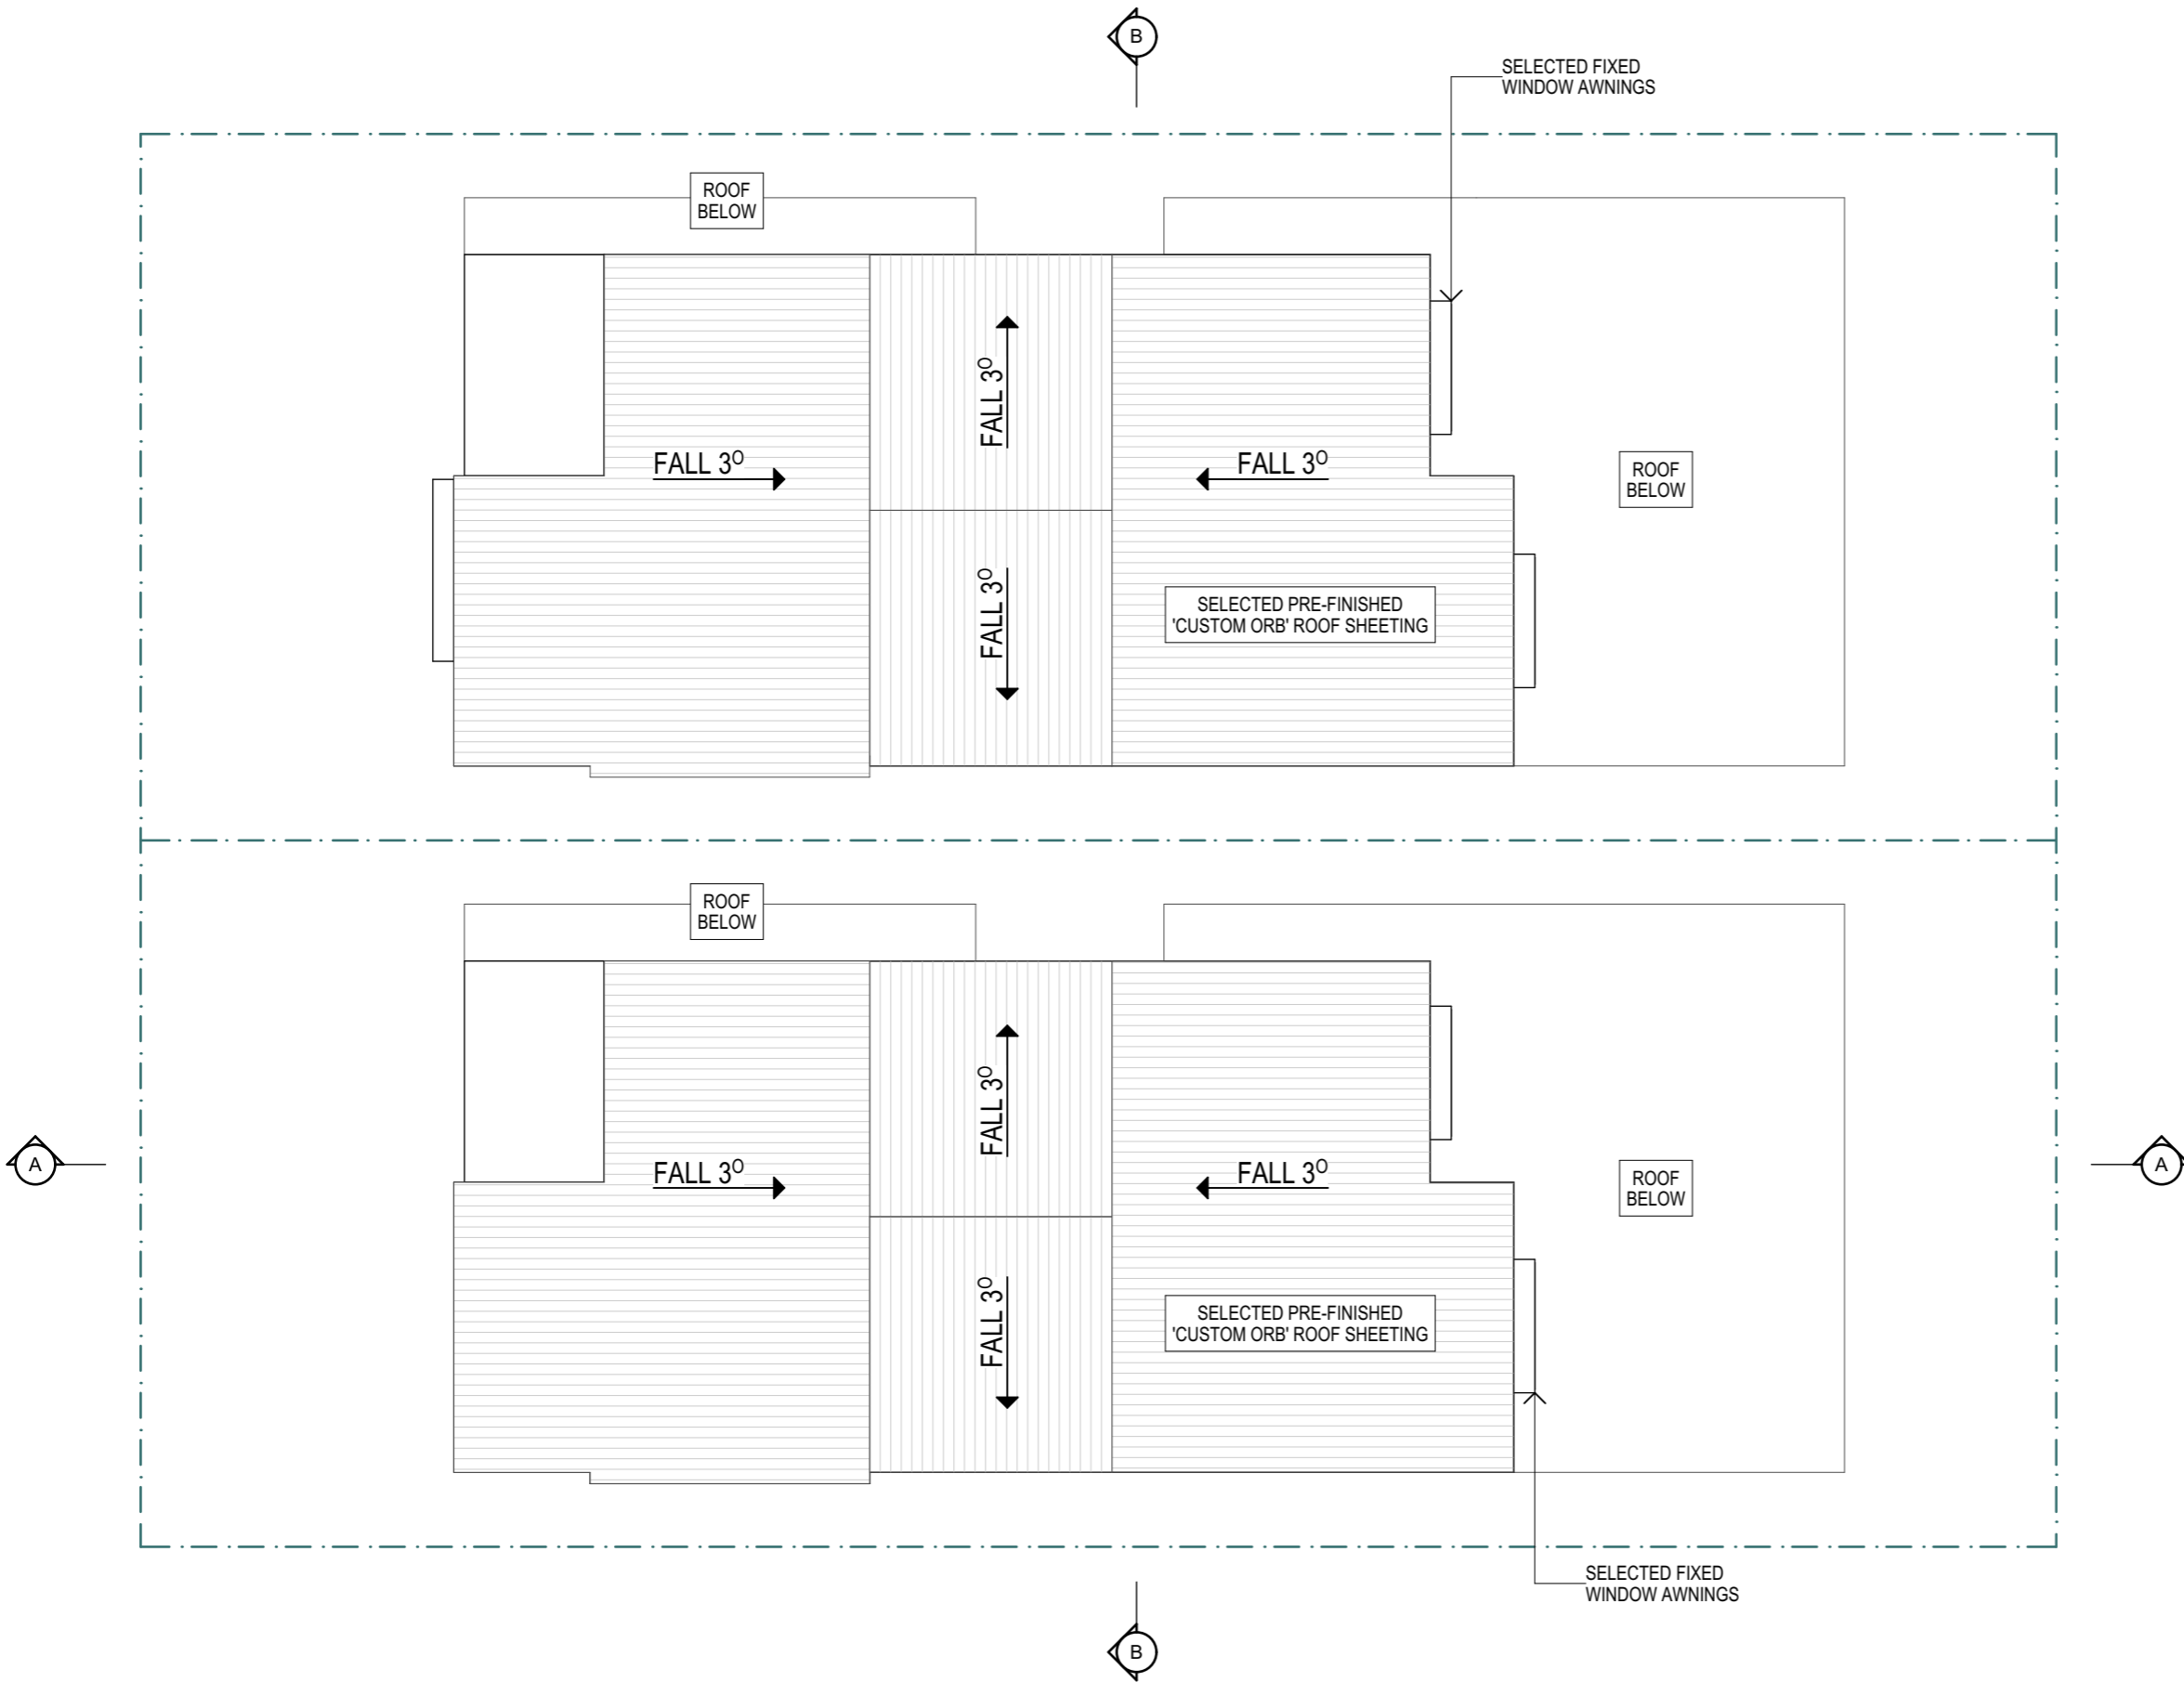 B
SELECTED FIXED
WINDOW AWNINGS
ROOF
BELOW
FALL 3O
FALL 3O
FALL 3O
ROOF
BELOW
FALL 3O
SELECTED PRE-FINISHED
'CUSTOM ORB' ROOF SHEETING
ROOF
BELOW
FALL 3O
A
FALL 3O
FALL 3O
ROOF
BELOW
A
FALL 3O
SELECTED PRE-FINISHED
'CUSTOM ORB' ROOF SHEETING
SELECTED FIXED
WINDOW AWNINGS
B